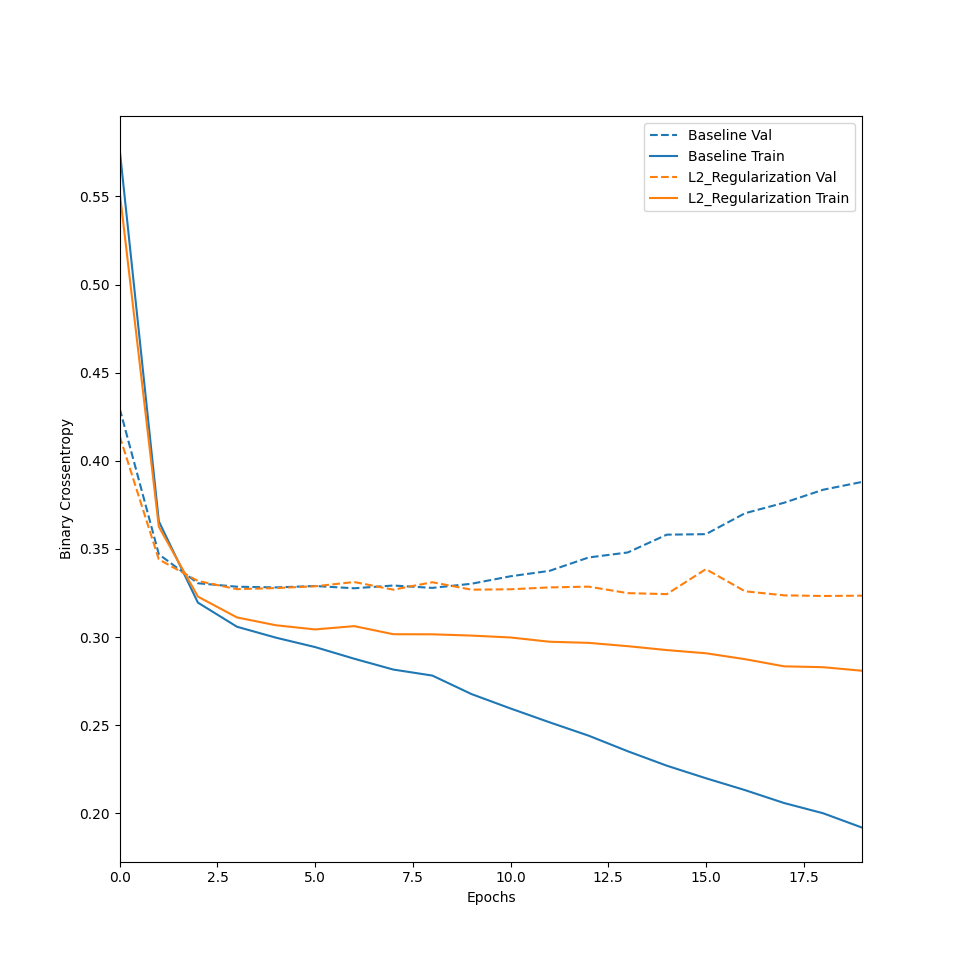 Baseline Val
Baseline Train
L2_Regularization Val
L2_Regularization Train
Binary Crossentropy
0.55
0.50
0.45
0.40
0.35
0.30
0.25
0.20
0.0 2.5 5.0 7.5 10.0 12.5 15.0 17.5
Epochs